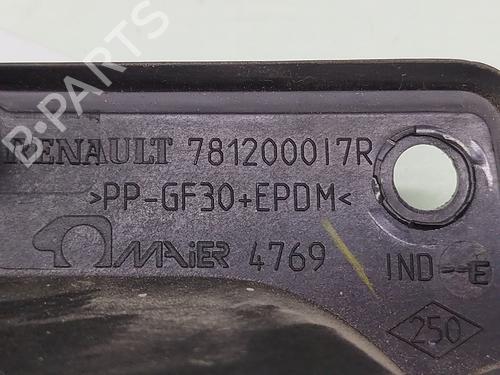 B-PARTS
RENAULT 781200017R
>PP-GF30+EPDM<
MAIER 4769 IND-E
250